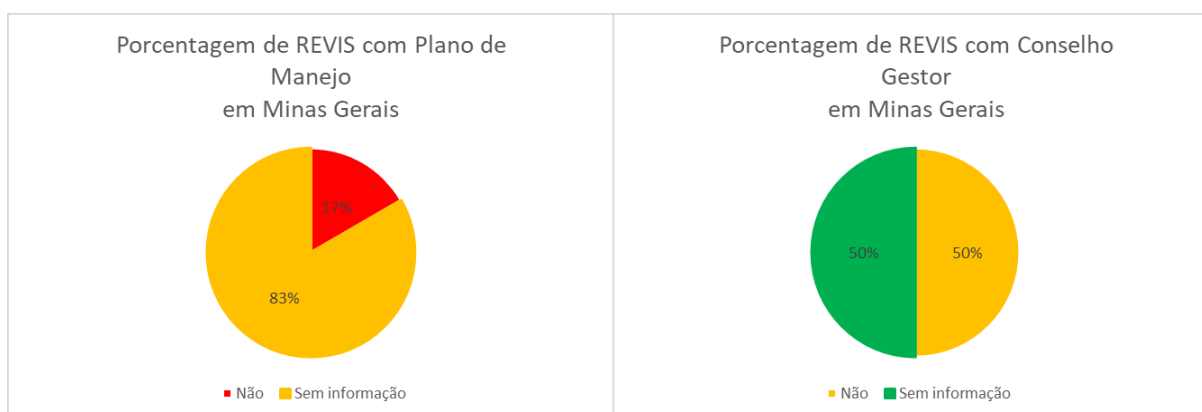 Porcentagem de REVIS com Plano de
Manejo
em Minas Gerais
17%
83%
Não Sem informação
Porcentagem de REVIS com Conselho
Gestor
em Minas Gerais
50% 50%
Não Sem informação